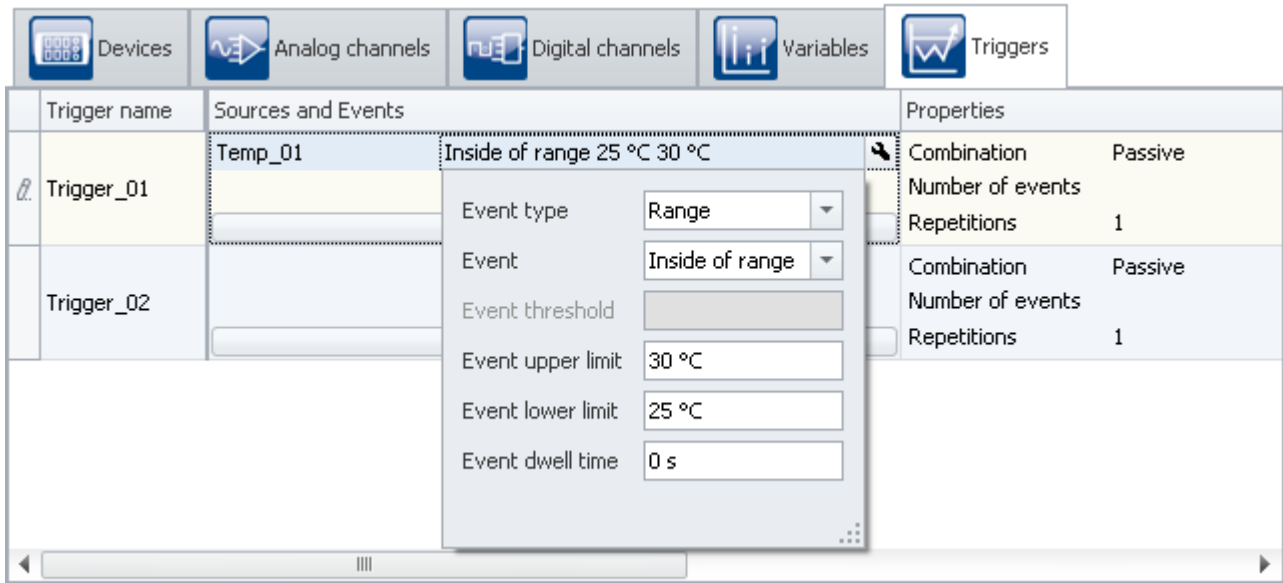 Devices Analog channels Digital channels Variables Triggers
Trigger name Sources and Events Properties
Temp_01 Inside of range 25 °C 30 °C Combination Passive
Trigger_01 Number of events
Repetitions 1
Event type Range
Event Inside of range
Event threshold
Event upper limit 30 °C
Event lower limit 25 °C
Event dwell time 0 s
Trigger_02 Combination Passive
Number of events
Repetitions 1